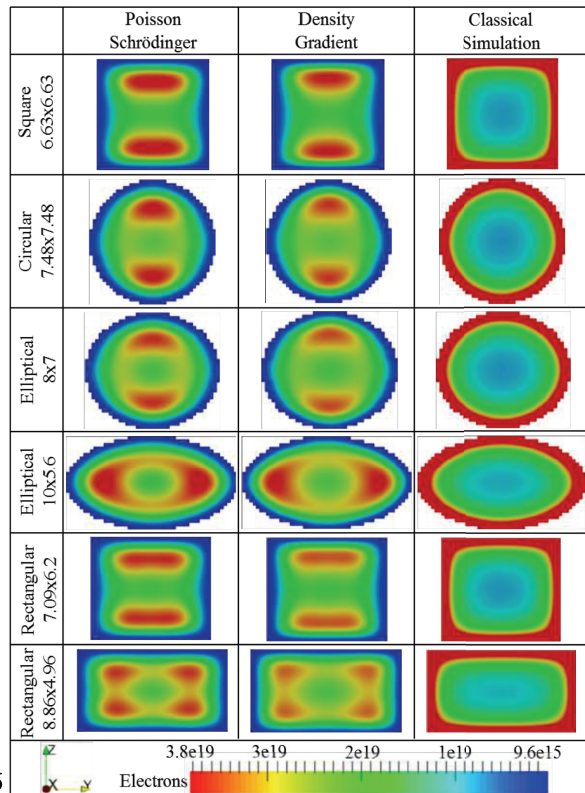 Poisson
Schrödinger
Density
Gradient
Classical
Simulation
Square
6.63x6.63
Circular
7.48x7.48
Elliptical
8x7
Elliptical
10x5.6
Rectangular
7.09x6.2
Rectangular
8.86x4.96
Z
X Y
3.8e19 3e19 2e19 1e19 9.6e15
Electrons
5